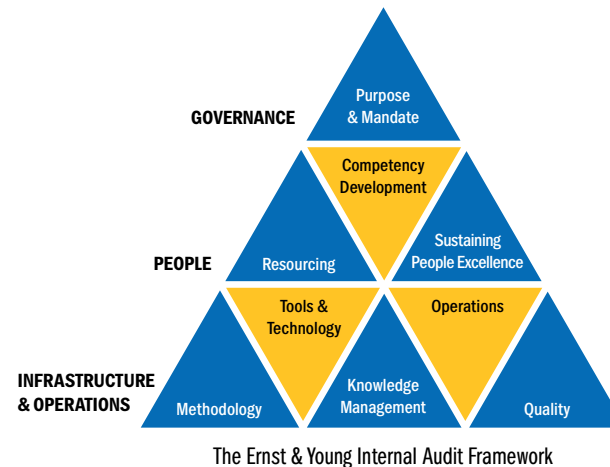 Purpose
& Mandate
GOVERNANCE
Competency
Development
PEOPLE
Resourcing
Sustaining
People Excellence
Tools &
Technology
Operations
INFRASTRUCTURE
& OPERATIONS
Methodology
Knowledge
Management
Quality
The Ernst & Young Internal Audit Framework